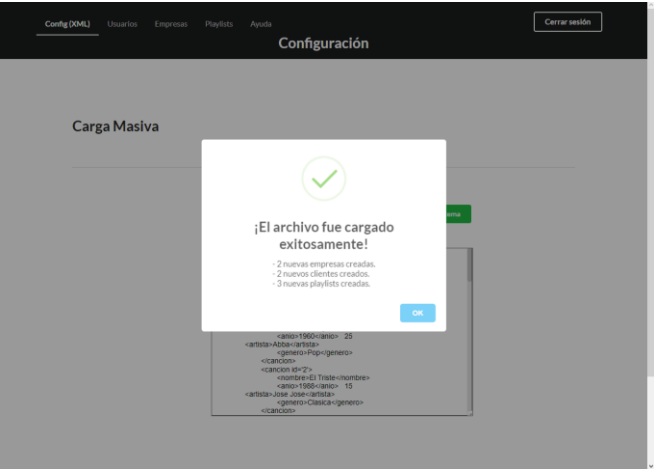 Config (XML) Usuarios Empresas Playlists Ayuda Cerrar sesión
Configuración
Carga Masiva
ema
¡El archivo fue cargado
exitosamente!
- 2 nuevas empresas creadas.
- 2 nuevos clientes creados.
- 3 nuevas playlists creadas.
OK
<anio>1960</anio> 25
<artista>Abba</artista>
<genero>Pop</genero>
</cancion>
<cancion id='2'>
<nombre>El Triste</nombre>
<anio>1986</anio> 15
<artista>Jose Jose</artista>
<genero>Clasica</genero>
</cancion>